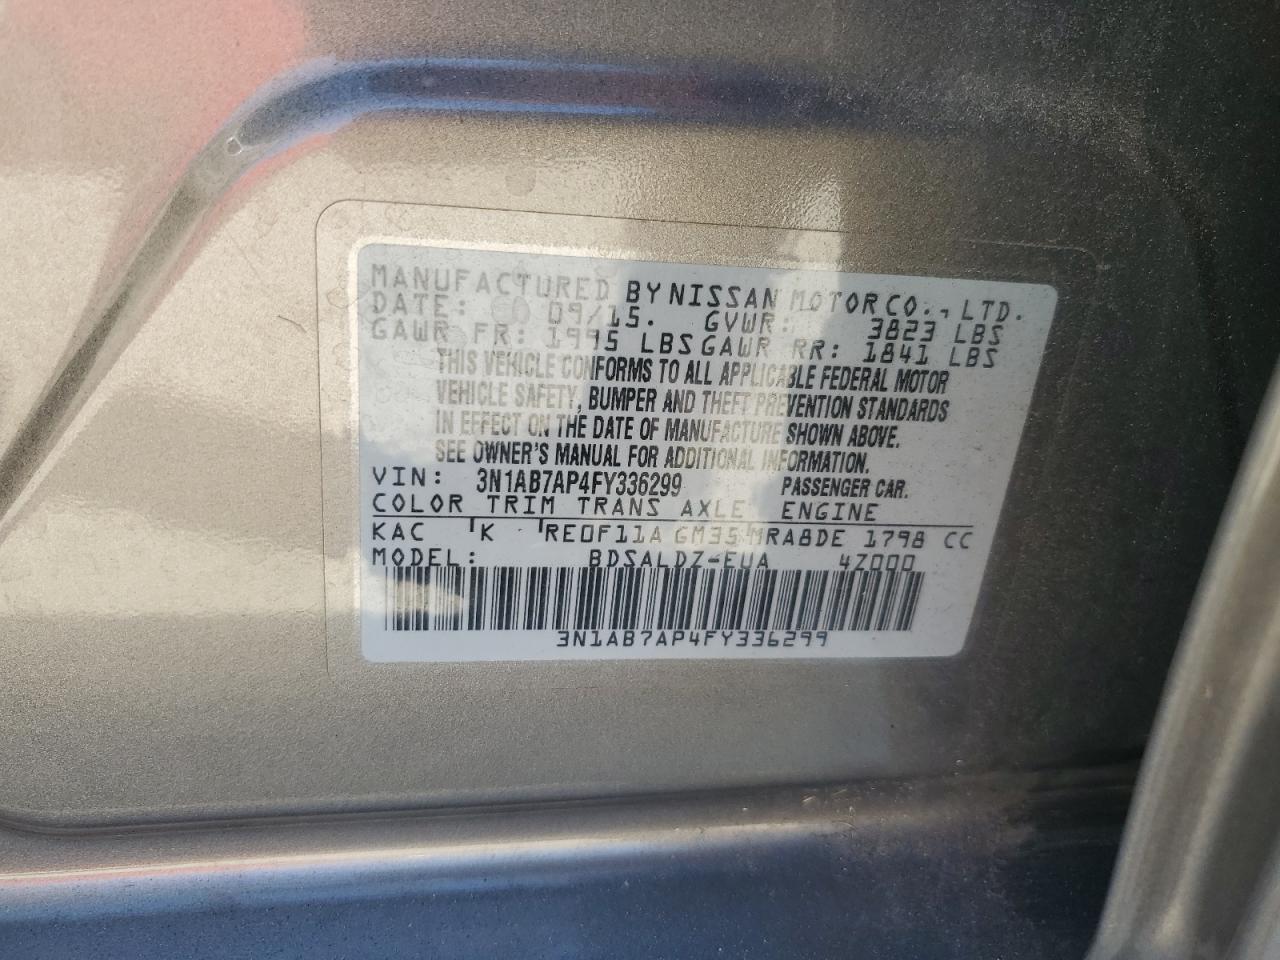 MANUFACTURED BY NISSAN MOTOR CO., LTD.
DATE: 09/15. GVWR: 3823 LBS
GAWR FR: 1995 LBS GAWR RR: 1841 LBS
THIS VEHICLE CONFORMS TO ALL APPLICABLE FEDERAL MOTOR
VEHICLE SAFETY, BUMPER AND THEFT PREVENTION STANDARDS
IN EFFECT ON THE DATE OF MANUFACTURE SHOWN ABOVE.
SEE OWNER'S MANUAL FOR ADDITIONAL INFORMATION.
VIN: 3N1AB7AP4FY336299 PASSENGER CAR.
COLOR TRIM TRANS AXLE ENGINE
KAC K RE0F11A GM35 MRA8DE 1798 CC
MODEL: BDSALDZ-EUA 4Z000
3N1AB7AP4FY336299